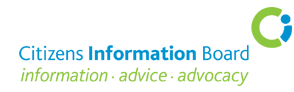 Citizens Information Board
information · advice · advocacy